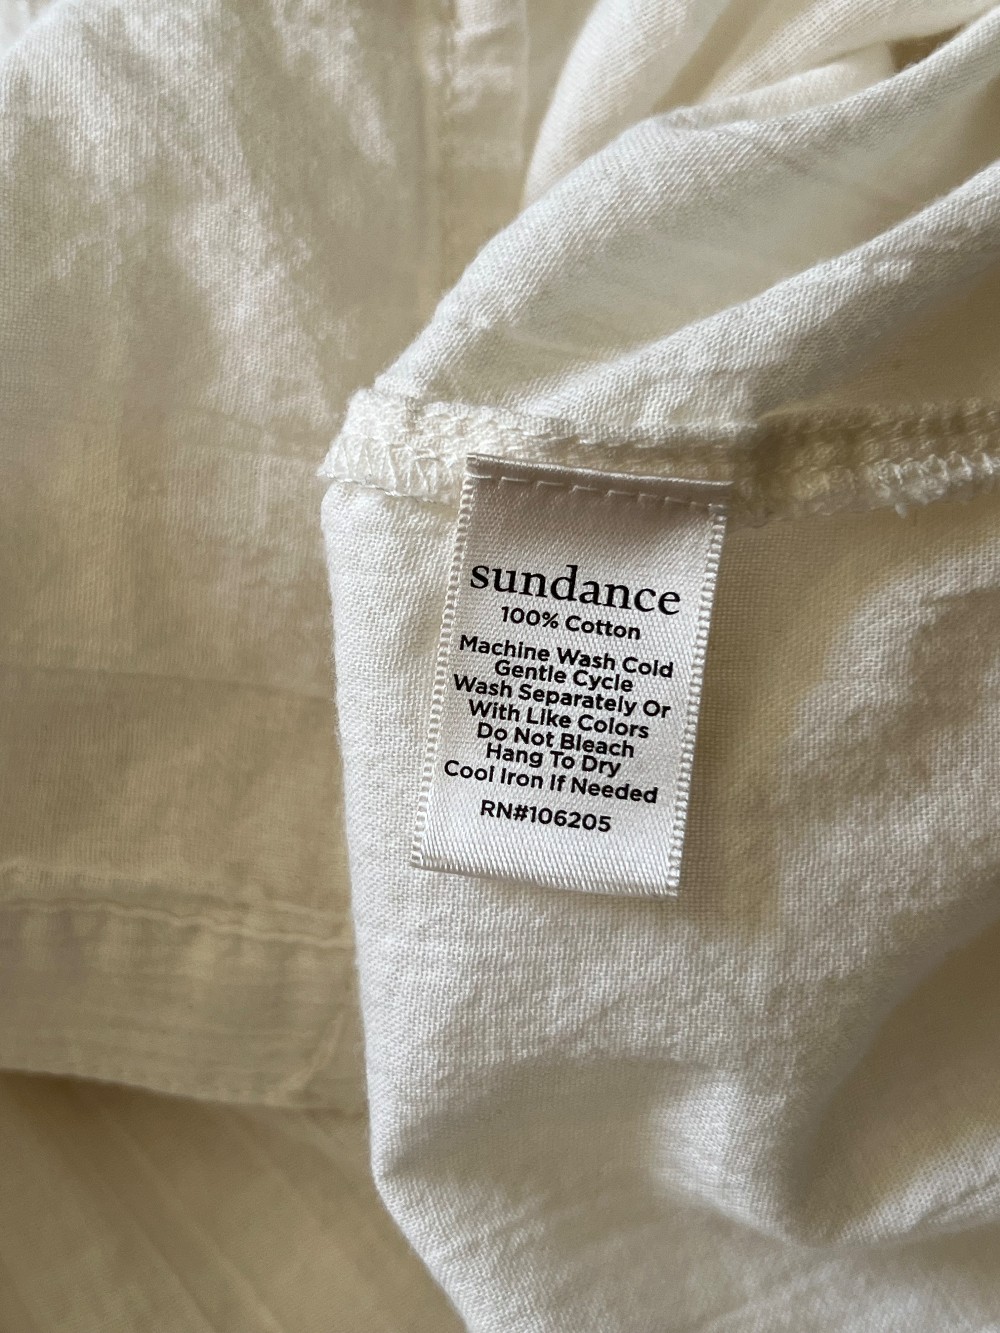 sundance
100% Cotton
Machine Wash Cold
Gentle Cycle
Wash Separately Or
With Like Colors
Do Not Bleach
Hang To Dry
Cool Iron If Needed
RN#106205